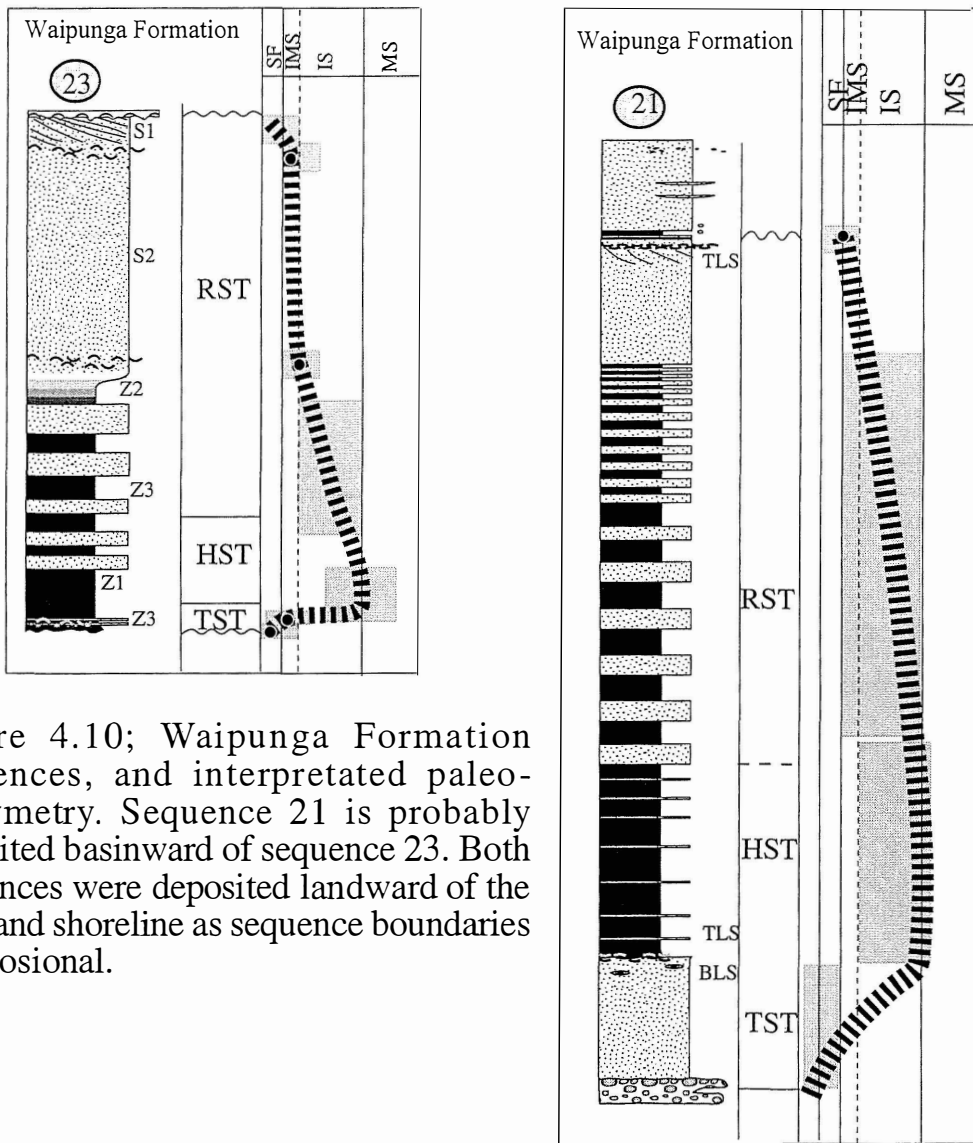 Waipunga Formation
SF IMS IS MS
23
S1
S2
RST
Z2
Z3
HST
Z1
TST
Z3
re 4.10; Waipunga Formation
ences, and interpretated paleo-
ymetry. Sequence 21 is probably
ited basinward of sequence 23. Both
nces were deposited landward of the
and shoreline as sequence boundaries
osional.
Waipunga Formation
SF IMS IS MS
21
TLS
RST
HST
TLS
BLS
TST